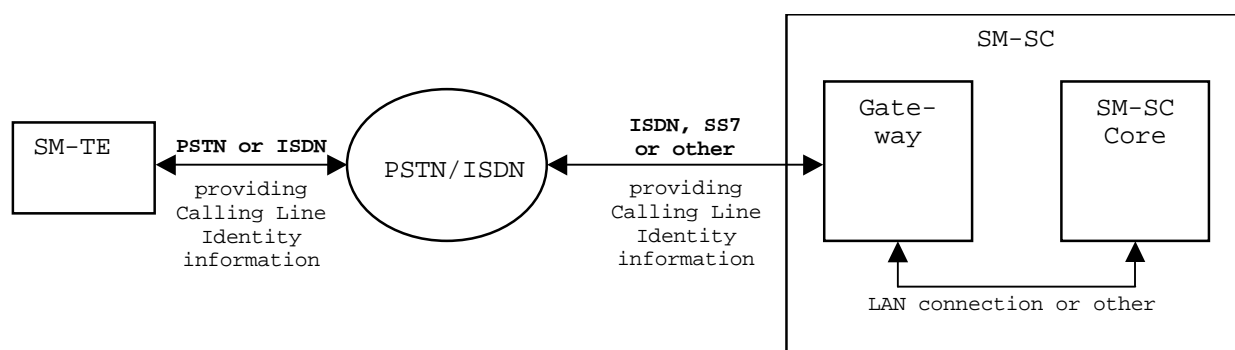 SM-SC
SM-TE
PSTN or ISDN
providing
Calling Line
Identity
information
PSTN/ISDN
ISDN, SS7
or other
providing
Calling Line
Identity
information
Gate-
way
SM-SC
Core
LAN connection or other